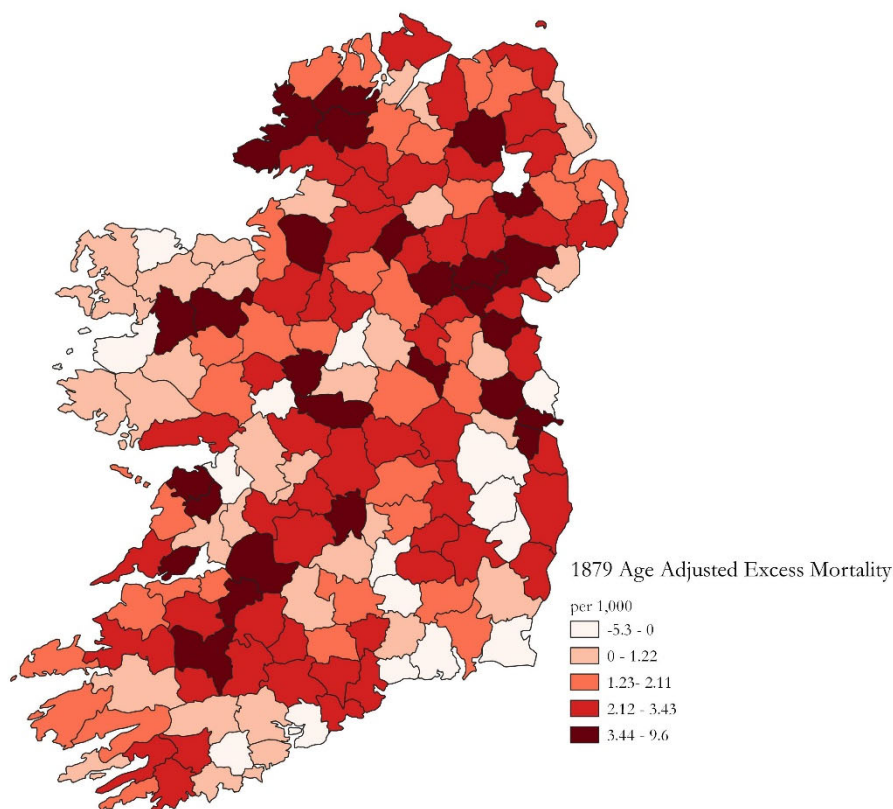 1879 Age Adjusted Excess Mortality
per 1,000
-5.3 - 0
0 - 1.22
1.23- 2.11
2.12 - 3.43
3.44 - 9.6